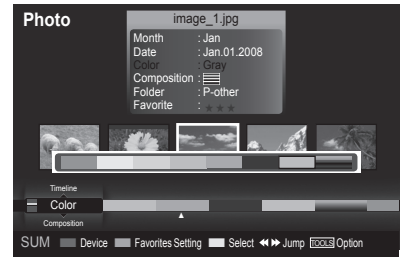 Photo
image_1.jpg
Month : Jan
Date : Jan.01.2008
Color : Gray
Composition :
Folder : P-other
Favorite : ★★★
Timeline
Color
Composition
SUM Device Favorites Setting Select ◀◀ ▶▶ Jump TOOLS Option